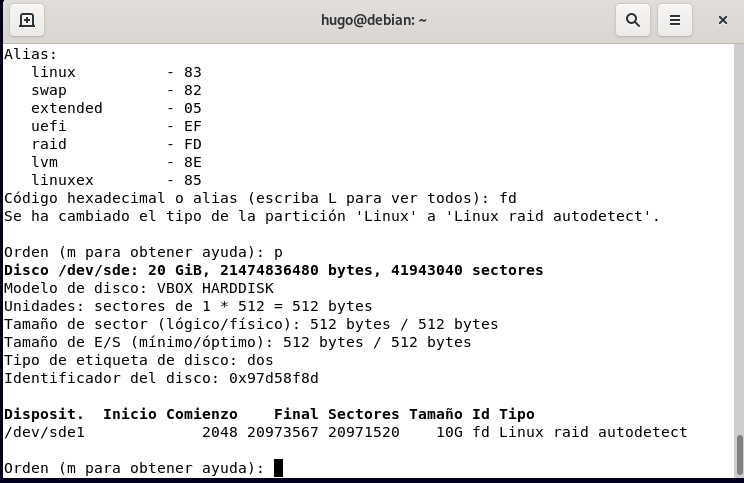 hugo@debian: ~
Alias:
   linux          - 83
   swap           - 82
   extended       - 05
   uefi           - EF
   raid           - FD
   lvm            - 8E
   linuxex        - 85
Código hexadecimal o alias (escriba L para ver todos): fd
Se ha cambiado el tipo de la partición 'Linux' a 'Linux raid autodetect'.
Orden (m para obtener ayuda): p
Disco /dev/sde: 20 GiB, 21474836480 bytes, 41943040 sectores
Modelo de disco: VBOX HARDDISK
Unidades: sectores de 1 * 512 = 512 bytes
Tamaño de sector (lógico/físico): 512 bytes / 512 bytes
Tamaño de E/S (mínimo/óptimo): 512 bytes / 512 bytes
Tipo de etiqueta de disco: dos
Identificador del disco: 0x97d58f8d
Disposit.  Inicio Comienzo    Final Sectores Tamaño Id Tipo
/dev/sde1             2048 20973567 20971520    10G fd Linux raid autodetect
Orden (m para obtener ayuda):